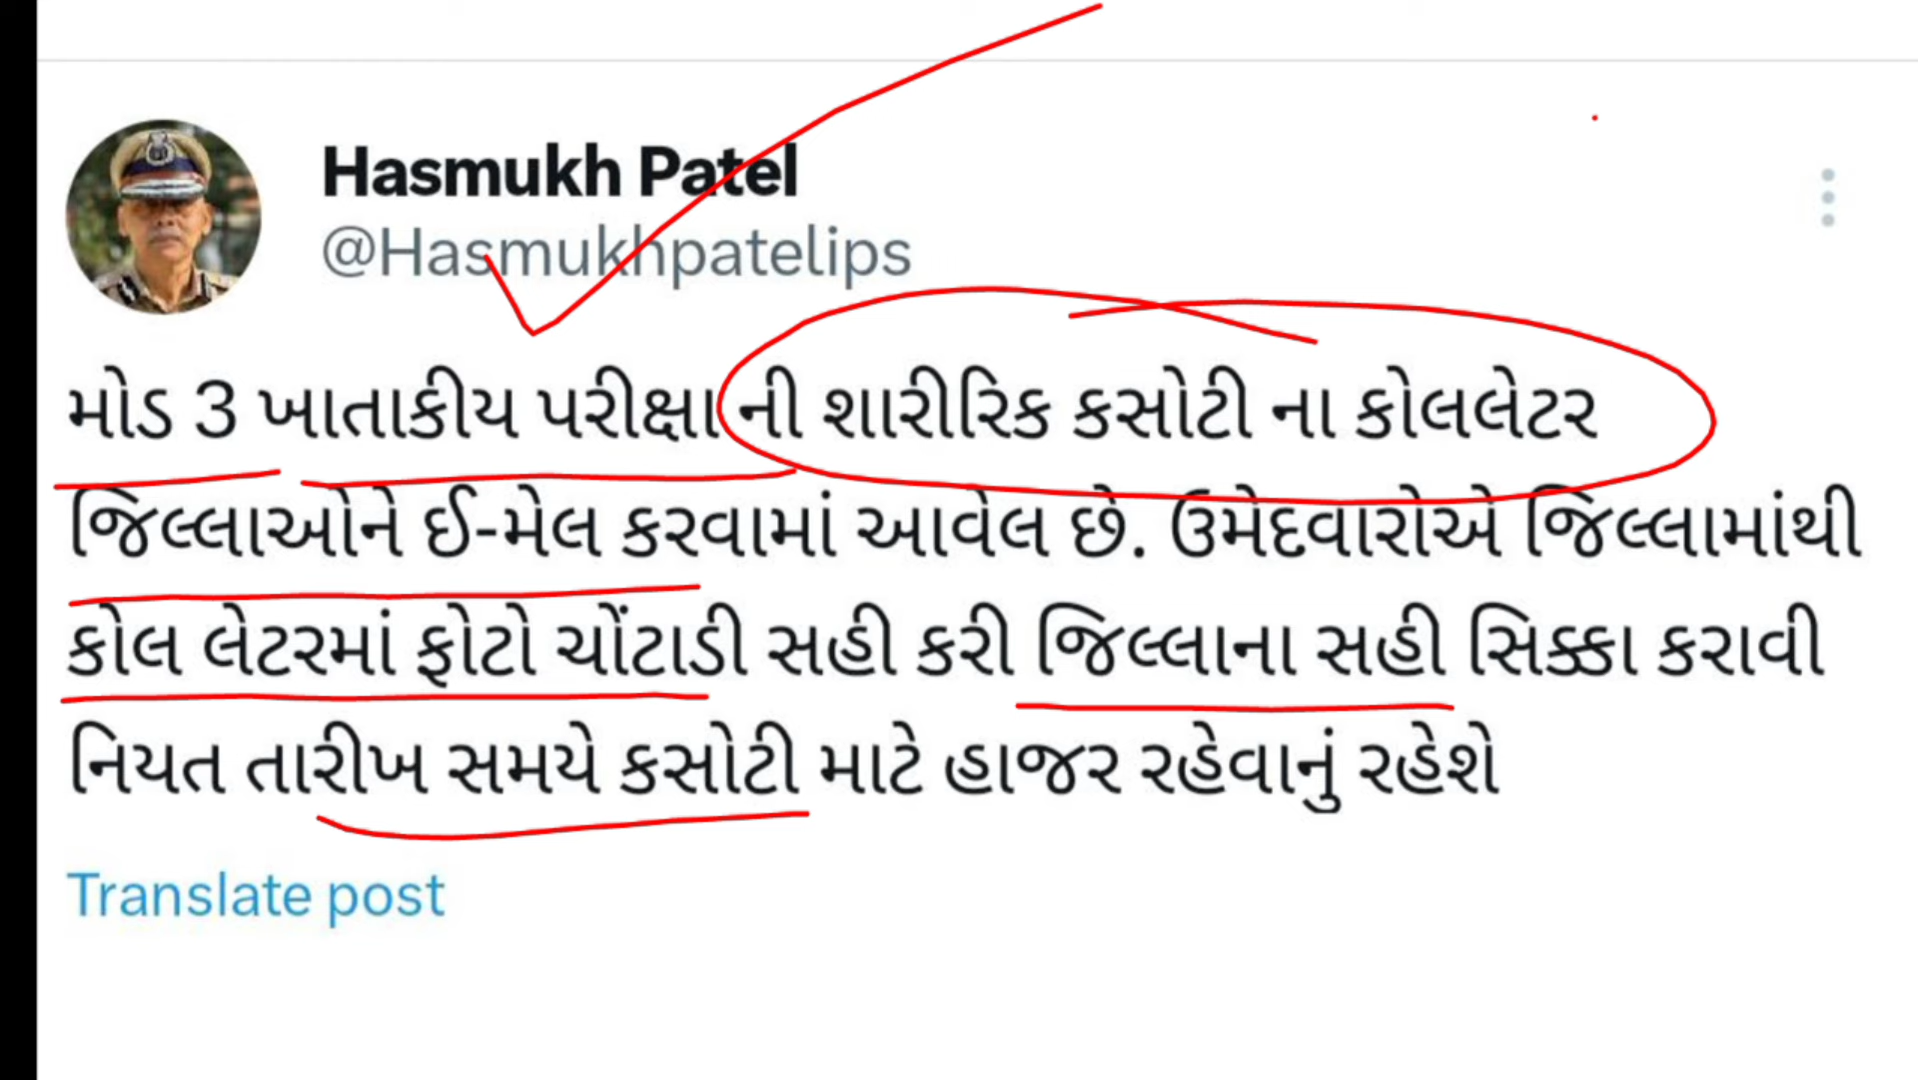 Hasmukh Patel
@Hasmukhpatelips
મોડ 3 ખાતાકીય પરીક્ષા ની શારીરિક કસોટી ના કોલલેટર
જિલ્લાઓને ઈ-મેલ કરવામાં આવેલ છે. ઉમેદવારોએ જિલ્લામાંથી
કોલ લેટરમાં ફોટો ચોંટાડી સહી કરી જિલ્લાના સહી સિક્કા કરાવી
નિયત તારીખ સમયે કસોટી માટે હાજર રહેવાનું રહેશે
Translate post